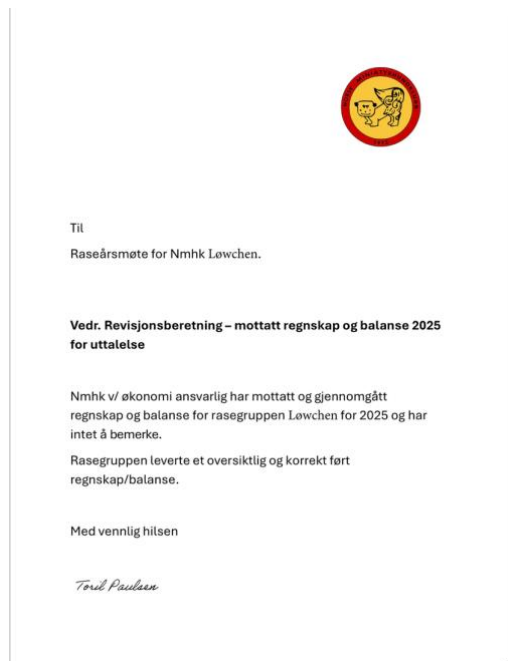 Til
Raseårsmøte for Nmhk Løwchen.
Vedr. Revisjonsberetning – mottatt regnskap og balanse 2025
for uttalelse
Nmhk v/ økonomi ansvarlig har mottatt og gjennomgått
regnskap og balanse for rasegruppen Løwchen for 2025 og har
intet å bemerke.
Rasegruppen leverte et oversiktlig og korrekt ført
regnskap/balanse.
Med vennlig hilsen
Toril Paulsen